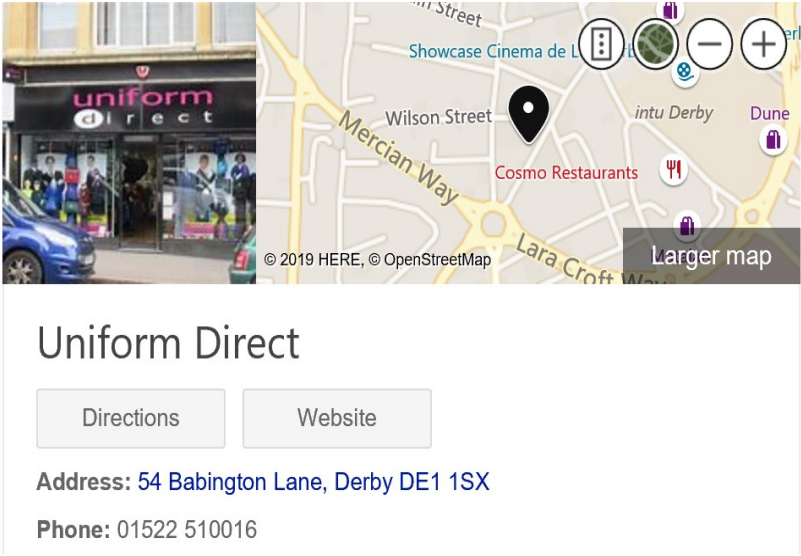 uniform
direct
Street
Showcase Cinema de L
Wilson Street
intu Derby
Dune
Mercian Way
Cosmo Restaurants
Lara Croft Way
Larger map
© 2019 HERE, © OpenStreetMap
Uniform Direct
Directions
Website
Address: 54 Babington Lane, Derby DE1 1SX
Phone: 01522 510016